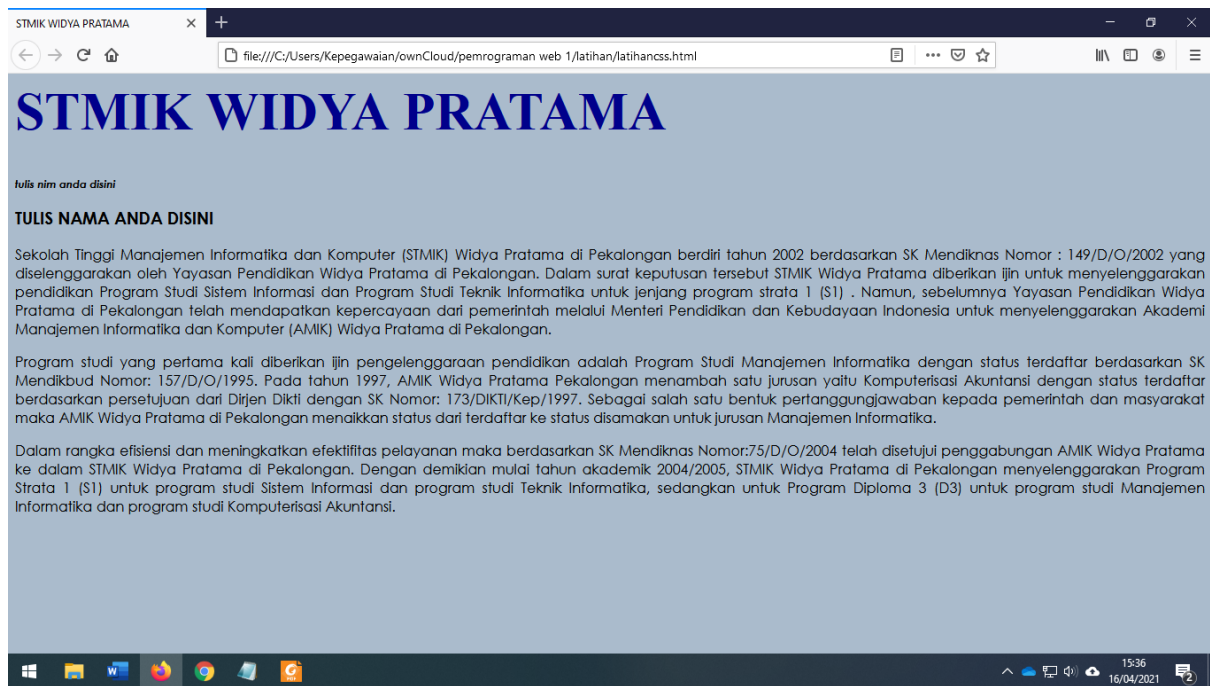 STMIK WIDYA PRATAMA
file:///C:/Users/Kepegawaian/ownCloud/pemrograman web 1/latihan/latihancss.html
STMIK WIDYA PRATAMA
tulis nim anda disini
TULIS NAMA ANDA DISINI
Sekolah Tinggi Manajemen Informatika dan Komputer (STMIK) Widya Pratama di Pekalongan berdiri tahun 2002 berdasarkan SK Mendiknas Nomor : 149/D/O/2002 yang
diselenggarakan oleh Yayasan Pendidikan Widya Pratama di Pekalongan. Dalam surat keputusan tersebut STMIK Widya Pratama diberikan ijin untuk menyelenggarakan
pendidikan Program Studi Sistem Informasi dan Program Studi Teknik Informatika untuk jenjang program strata 1 (S1) . Namun, sebelumnya Yayasan Pendidikan Widya
Pratama di Pekalongan telah mendapatkan kepercayaan dari pemerintah melalui Menteri Pendidikan dan Kebudayaan Indonesia untuk menyelenggarakan Akademi
Manajemen Informatika dan Komputer (AMIK) Widya Pratama di Pekalongan.
Program studi yang pertama kali diberikan ijin pengelenggaraan pendidikan adalah Program Studi Manajemen Informatika dengan status terdaftar berdasarkan SK
Mendikbud Nomor: 157/D/O/1995. Pada tahun 1997, AMIK Widya Pratama Pekalongan menambah satu jurusan yaitu Komputerisasi Akuntansi dengan status terdaftar
berdasarkan persetujuan dari Dirjen Dikti dengan SK Nomor: 173/DIKTI/Kep/1997. Sebagai salah satu bentuk pertanggungjawaban kepada pemerintah dan masyarakat
maka AMIK Widya Pratama di Pekalongan menaikkan status dari terdaftar ke status disamakan untuk jurusan Manajemen Informatika.
Dalam rangka efisiensi dan meningkatkan efektifitas pelayanan maka berdasarkan SK Mendiknas Nomor:75/D/O/2004 telah disetujui penggabungan AMIK Widya Pratama
ke dalam STMIK Widya Pratama di Pekalongan. Dengan demikian mulai tahun akademik 2004/2005, STMIK Widya Pratama di Pekalongan menyelenggarakan Program
Strata 1 (S1) untuk program studi Sistem Informasi dan program studi Teknik Informatika, sedangkan untuk Program Diploma 3 (D3) untuk program studi Manajemen
Informatika dan program studi Komputerisasi Akuntansi.
15:36
16/04/2021
2